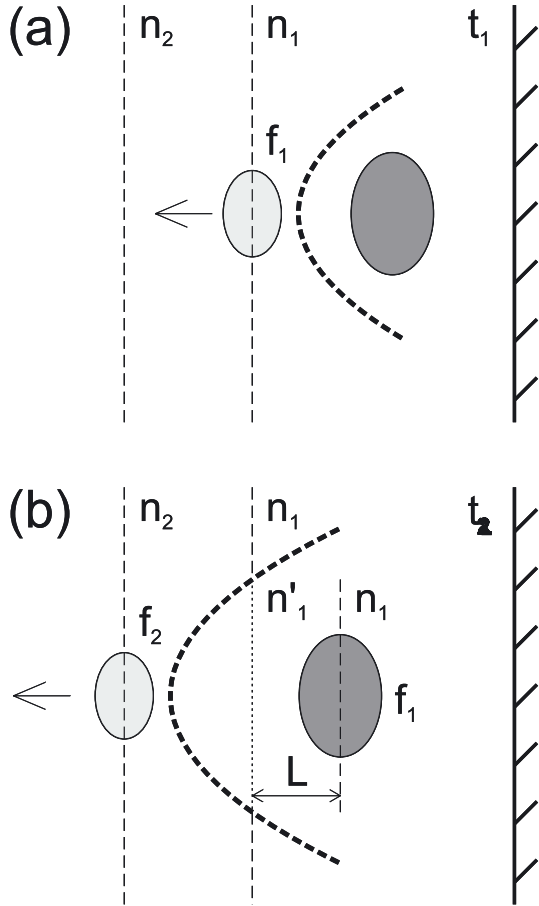 (a) n₂ n₁ t₁
f₁
(b) n₂ n₁ t₂
f₂ n'₁ n₁
f₁
L